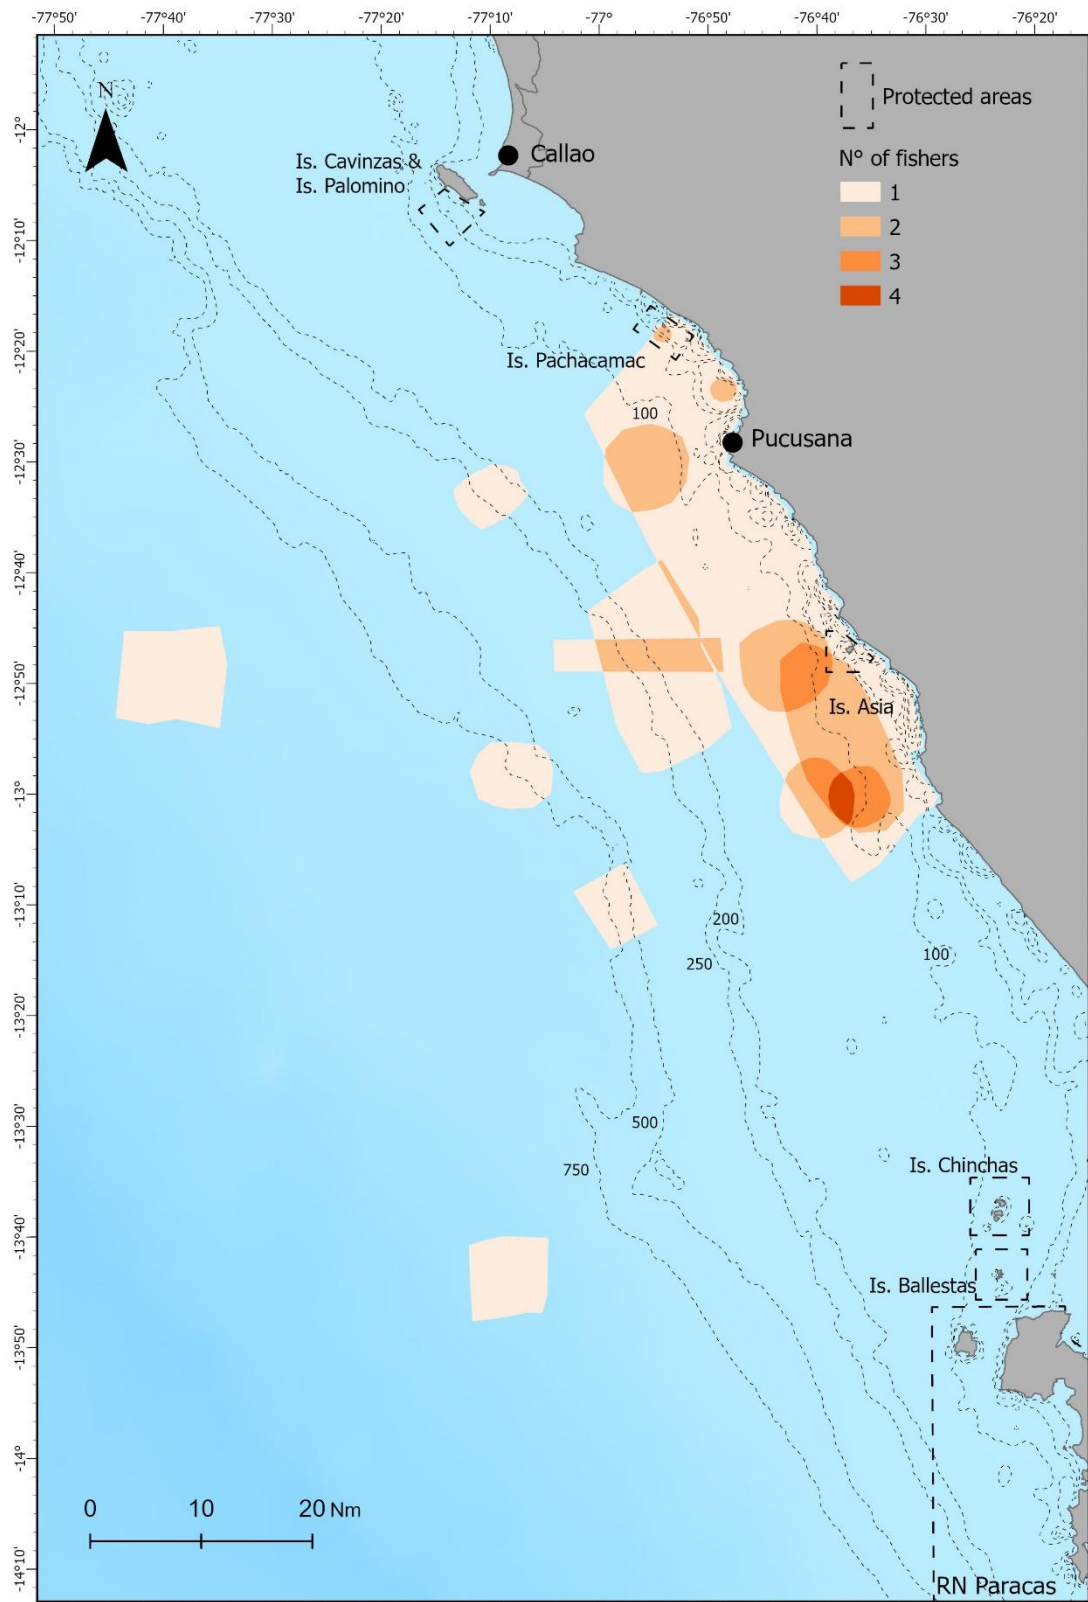 -77°50' -77°40' -77°30' -77°20' -77°10' -77° -76°50' -76°40' -76°30' -76°20'
N
-12°
-12°10'
-12°20'
-12°30'
-12°40'
-12°50'
-13°
-13°10'
-13°20'
-13°30'
-13°40'
-13°50'
-14°
-14°10'
Protected areas
N° of fishers
1
2
3
4
Callao
Is. Cavinzas &
Is. Palomino
Is. Pachacamac
100
Pucusana
Is. Asia
200
250
100
500
750
Is. Chinchas
Is. Ballestas
0 10 20 Nm
RN Paracas